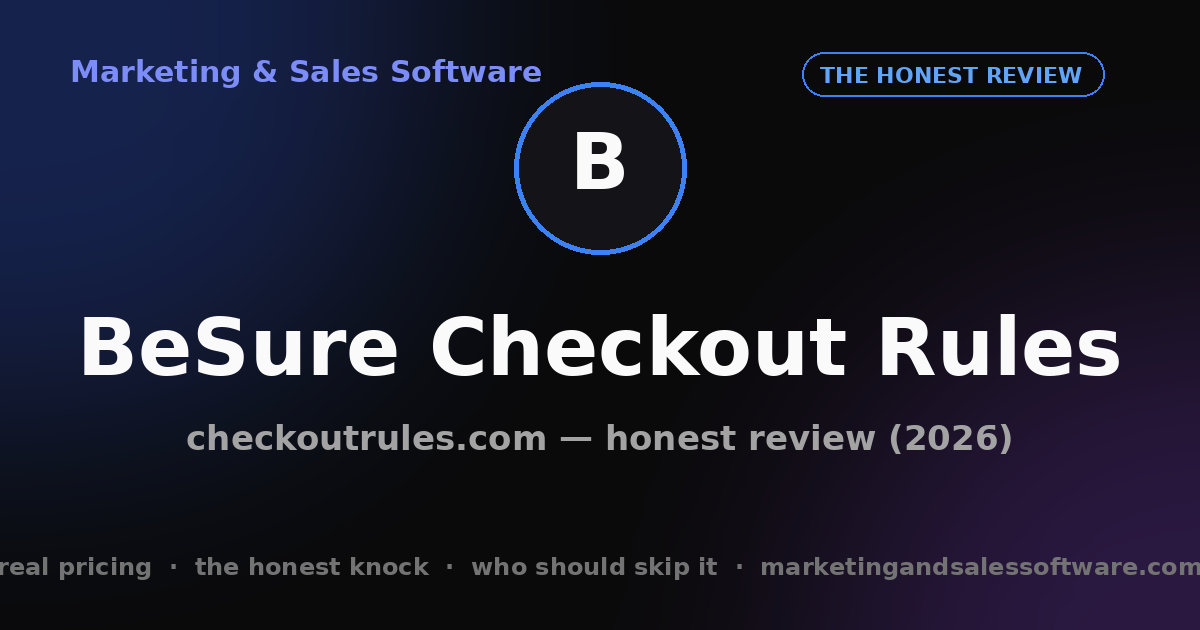 Marketing & Sales Software
THE HONEST REVIEW
B
BeSure Checkout Rules
checkoutrules.com — honest review (2026)
real pricing · the honest knock · who should skip it · marketingandsalessoftware.com